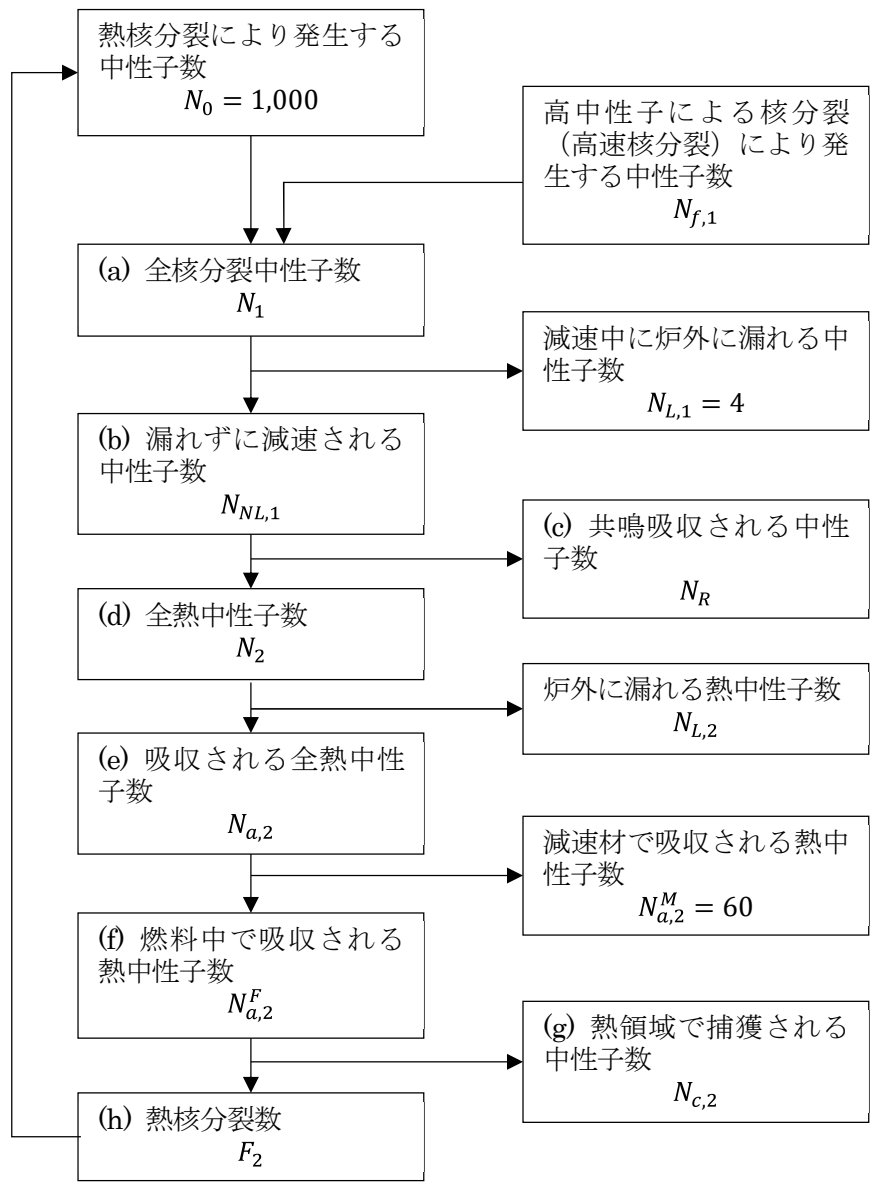 熱核分裂により発生する
中性子数
N₀ = 1,000
高中性子による核分裂
（高速核分裂）により発
生する中性子数
N_{f,1}
(a) 全核分裂中性子数
N₁
減速中に炉外に漏れる中
性子数
N_{L,1} = 4
(b) 漏れずに減速される
中性子数
N_{NL,1}
(c) 共鳴吸収される中性
子数
N_R
(d) 全熱中性子数
N₂
炉外に漏れる熱中性子数
N_{L,2}
(e) 吸収される全熱中性
子数
N_{a,2}
減速材で吸収される熱中
性子数
N_{a,2}^M = 60
(f) 燃料中で吸収される
熱中性子数
N_{a,2}^F
(g) 熱領域で捕獲される
中性子数
N_{c,2}
(h) 熱核分裂数
F₂